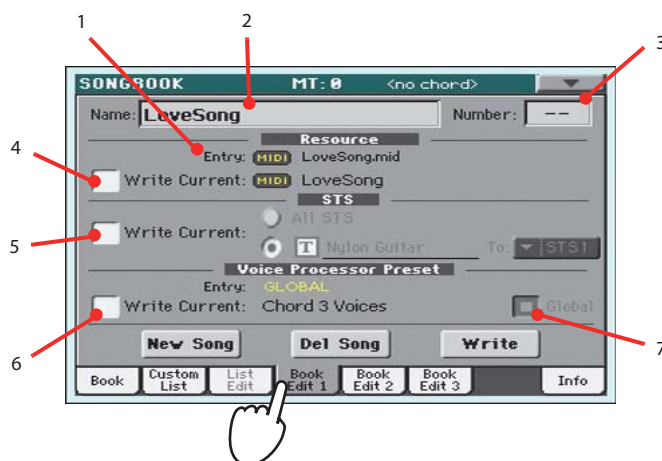 1
2
3
SONGBOOK MT: 0 <no chord>
Name: LoveSong Number: --
Resource
Entry: MIDI LoveSong.mid
4
Write Current: MIDI LoveSong
STS
All STS
5
Write Current:
T Nylon Guitar To: STS1
Voice Processor Preset
Entry: GLOBAL
Write Current: Chord 3 Voices Global
6
7
New Song Del Song Write
Book Custom List List Edit Book Edit 1 Book Edit 2 Book Edit 3 Info